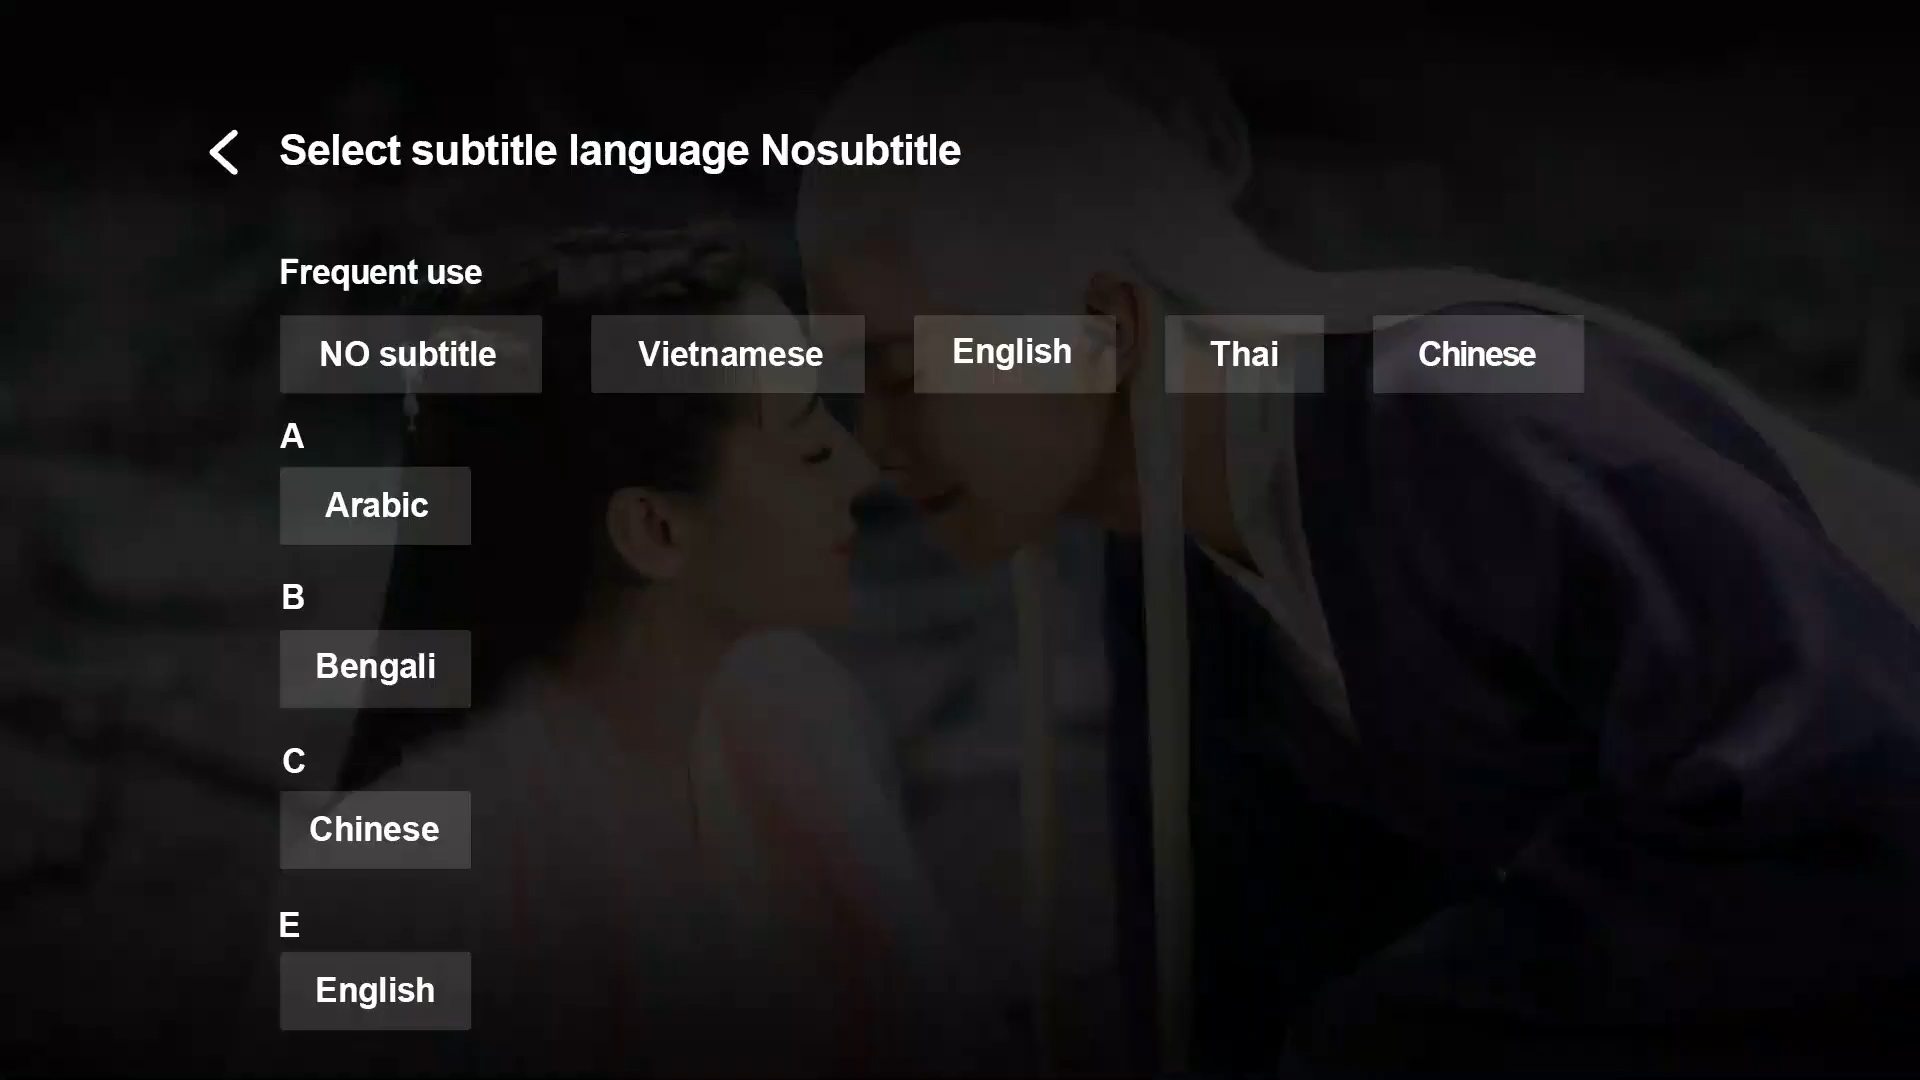 Select subtitle language Nosubtitle
Frequent use
NO subtitle Vietnamese English Thai Chinese
A
Arabic
B
Bengali
C
Chinese
E
English